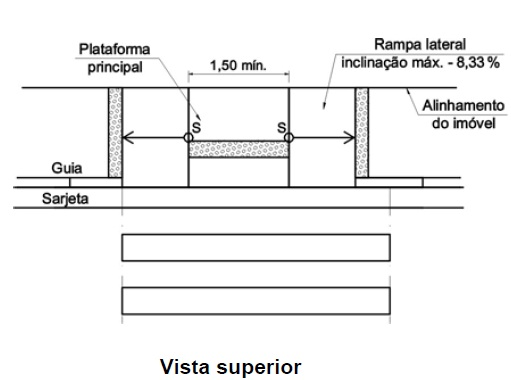 Plataforma
principal
1,50 mín.
Rampa lateral
inclinação máx. - 8,33 %
Alinhamento
do imóvel
S
S
Guia
Sarjeta
Vista superior